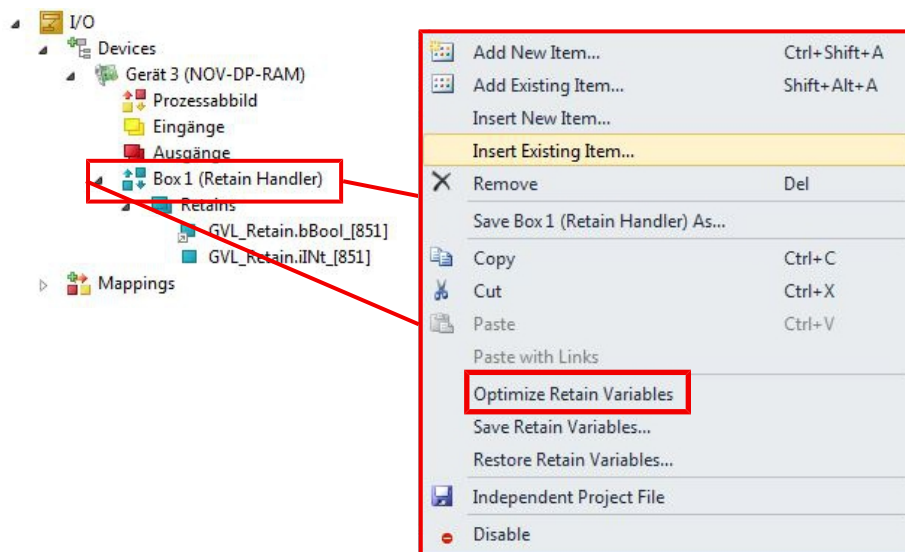 I/O
Devices
Gerät 3 (NOV-DP-RAM)
Prozessabbild
Eingänge
Ausgänge
Box 1 (Retain Handler)
Retains
GVL_Retain.bBool_[851]
GVL_Retain.iINt_[851]
Mappings
Add New Item... Ctrl+Shift+A
Add Existing Item... Shift+Alt+A
Insert New Item...
Insert Existing Item...
Remove Del
Save Box 1 (Retain Handler) As...
Copy Ctrl+C
Cut Ctrl+X
Paste Ctrl+V
Paste with Links
Optimize Retain Variables
Save Retain Variables...
Restore Retain Variables...
Independent Project File
Disable